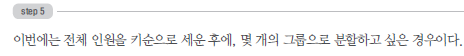 step 5
이번에는 전체 인원을 키순으로 세운 후에, 몇 개의 그룹으로 분할하고 싶은 경우이다.